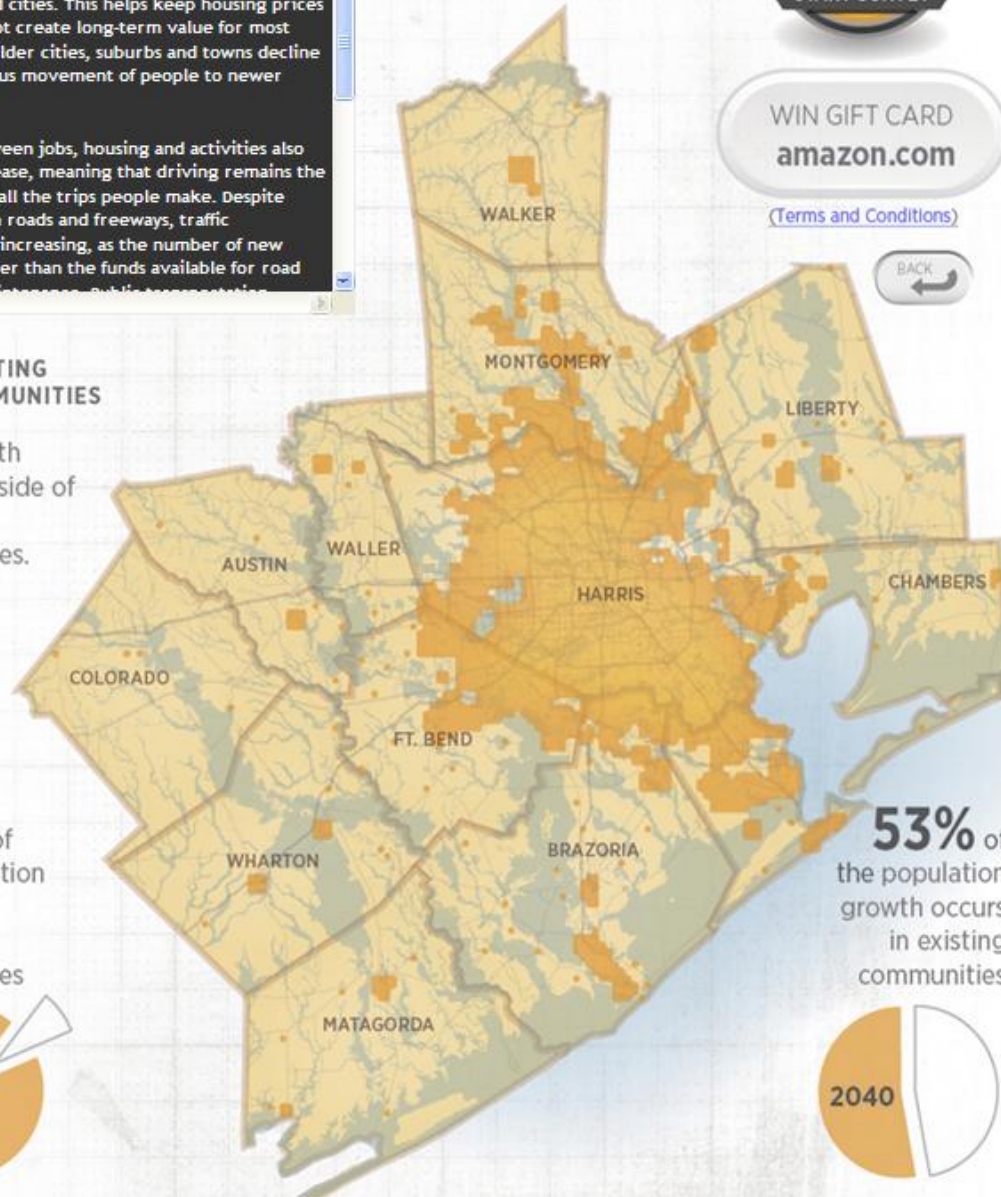 cities. This helps keep housing prices
create long-term value for most
lder cities, suburbs and towns decline
us movement of people to newer
een jobs, housing and activities also
ease, meaning that driving remains the
all the trips people make. Despite
roads and freeways, traffic
increasing, as the number of new
er than the funds available for road
WIN GIFT CARD
amazon.com
(Terms and Conditions)
BACK
TING
MUNITIES
th
side of
es.
of
tion
es
WALKER
MONTGOMERY
LIBERTY
WALLER
AUSTIN
HARRIS
CHAMBERS
COLORADO
FT. BEND
WHARTON
BRAZORIA
MATAGORDA
53% of
the population
growth occurs
in existing
communities
2040